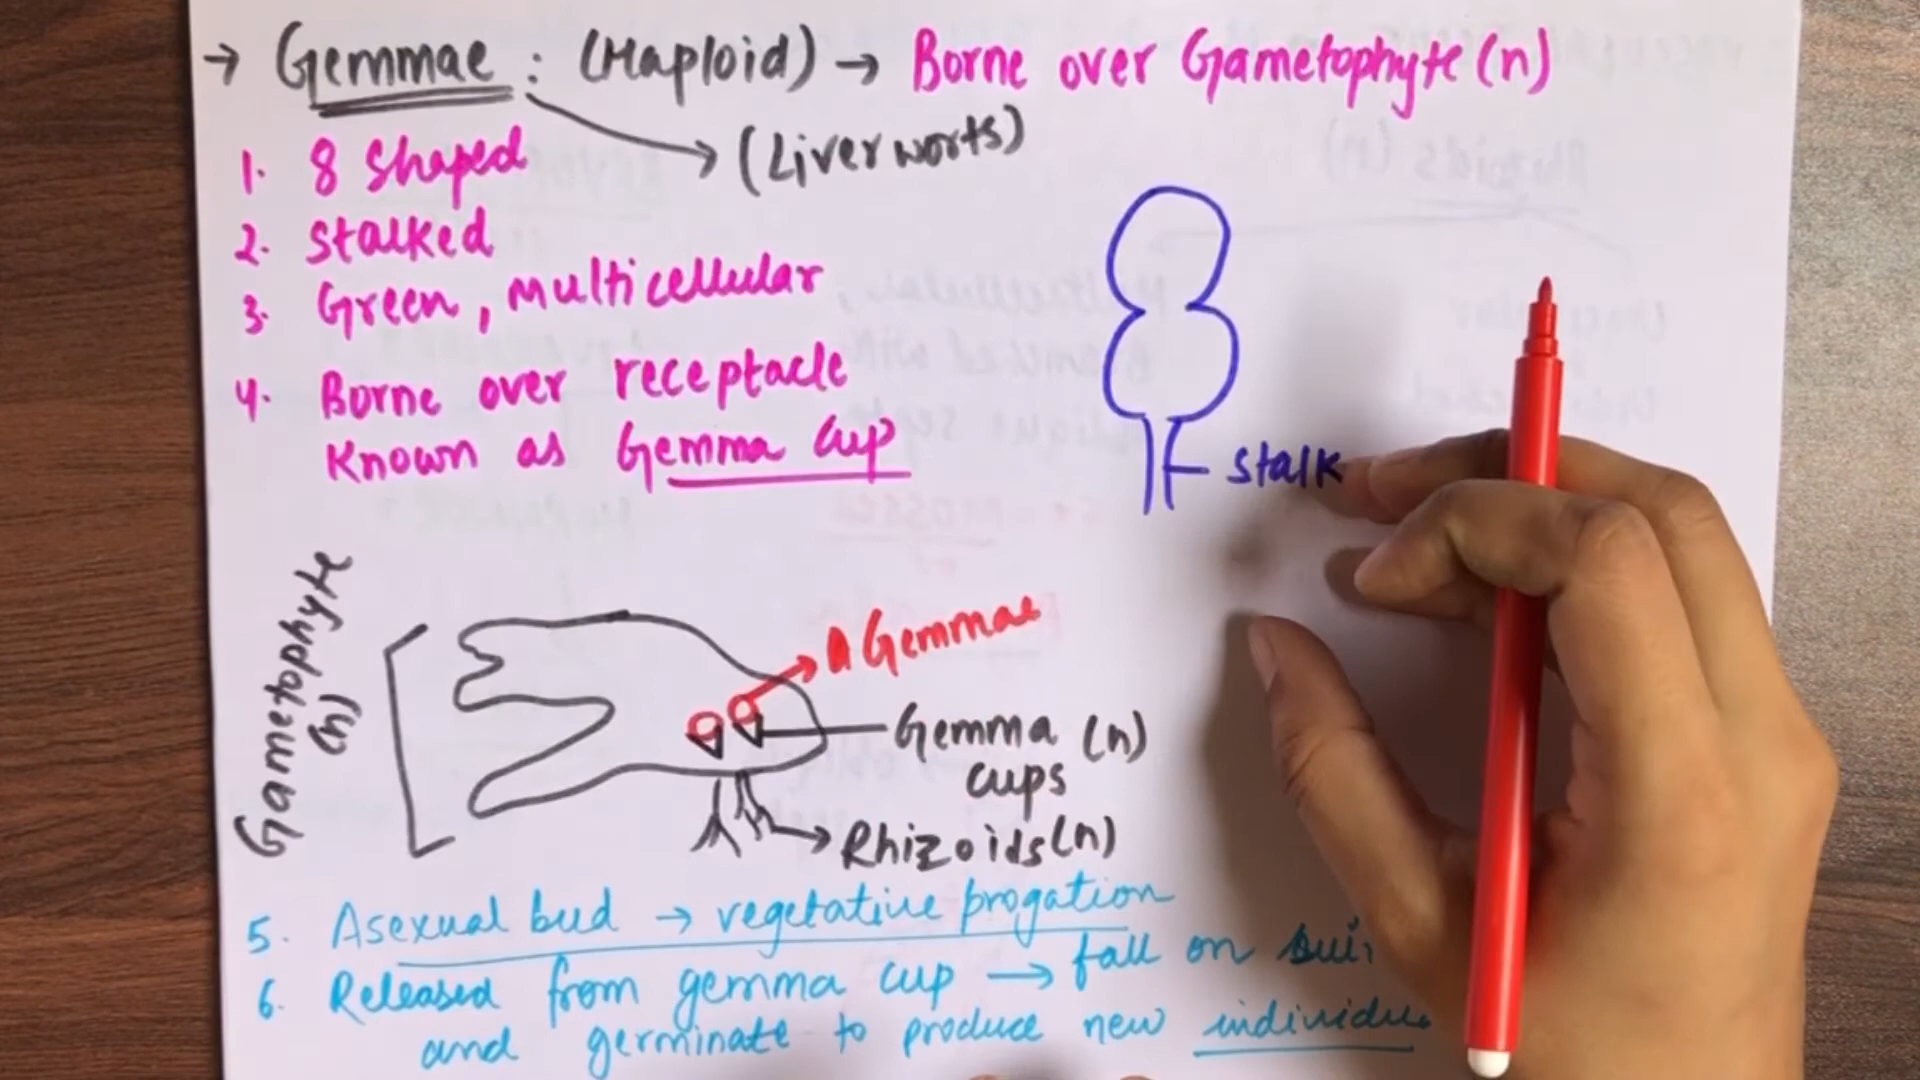 → Gemmae : (Haploid) → Borne over Gametophyte (n)
→ (Liverworts)
1. 8 shaped
2. Stalked
3. Green, multicellular
4. Borne over receptacle
Known as Gemma cup
stalk
Gametophyte
(n)
Gemmae
Gemma (n)
cups
Rhizoids (n)
5. Asexual bud → vegetative progation
6. Released from gemma cup → fall on
and germinate to produce new